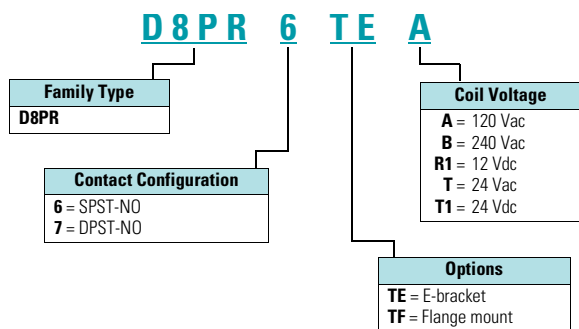 D8PR 6 TE A
Family Type
D8PR
Contact Configuration
6 = SPST-NO
7 = DPST-NO
Coil Voltage
A = 120 Vac
B = 240 Vac
R1 = 12 Vdc
T = 24 Vac
T1 = 24 Vdc
Options
TE = E-bracket
TF = Flange mount